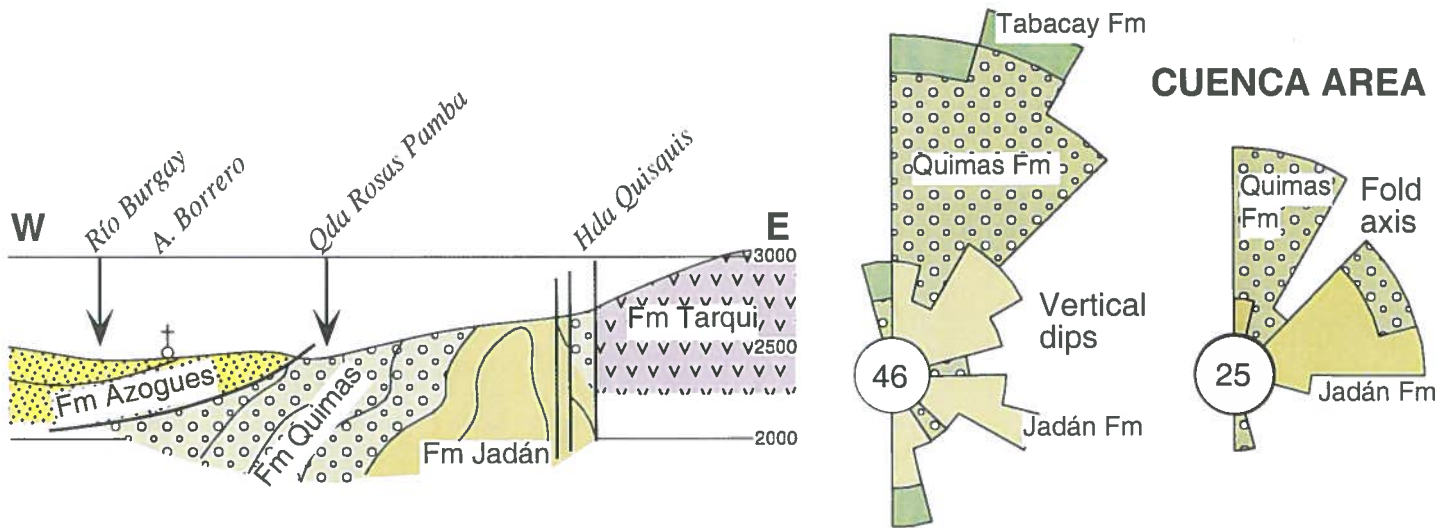 W
Río Burgay
A. Borrero
Qda Rosas Pamba
Hda Quisquis
E
3000
2500
2000
Fm Azogues
Fm Quimas
Fm Jadán
Fm Tarqui
Tabacay Fm
Quimas Fm
Vertical
dips
46
Jadán Fm
CUENCA AREA
Quimas
Fm
Fold
axis
25
Jadán Fm